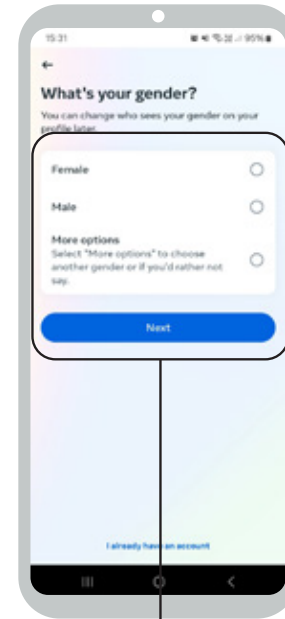 15:31
95%
What's your gender?
You can change who sees your gender on your
profile later.
Female
Male
More options
Select "More options" to choose
another gender or if you'd rather not
say.
Next
I already have an account